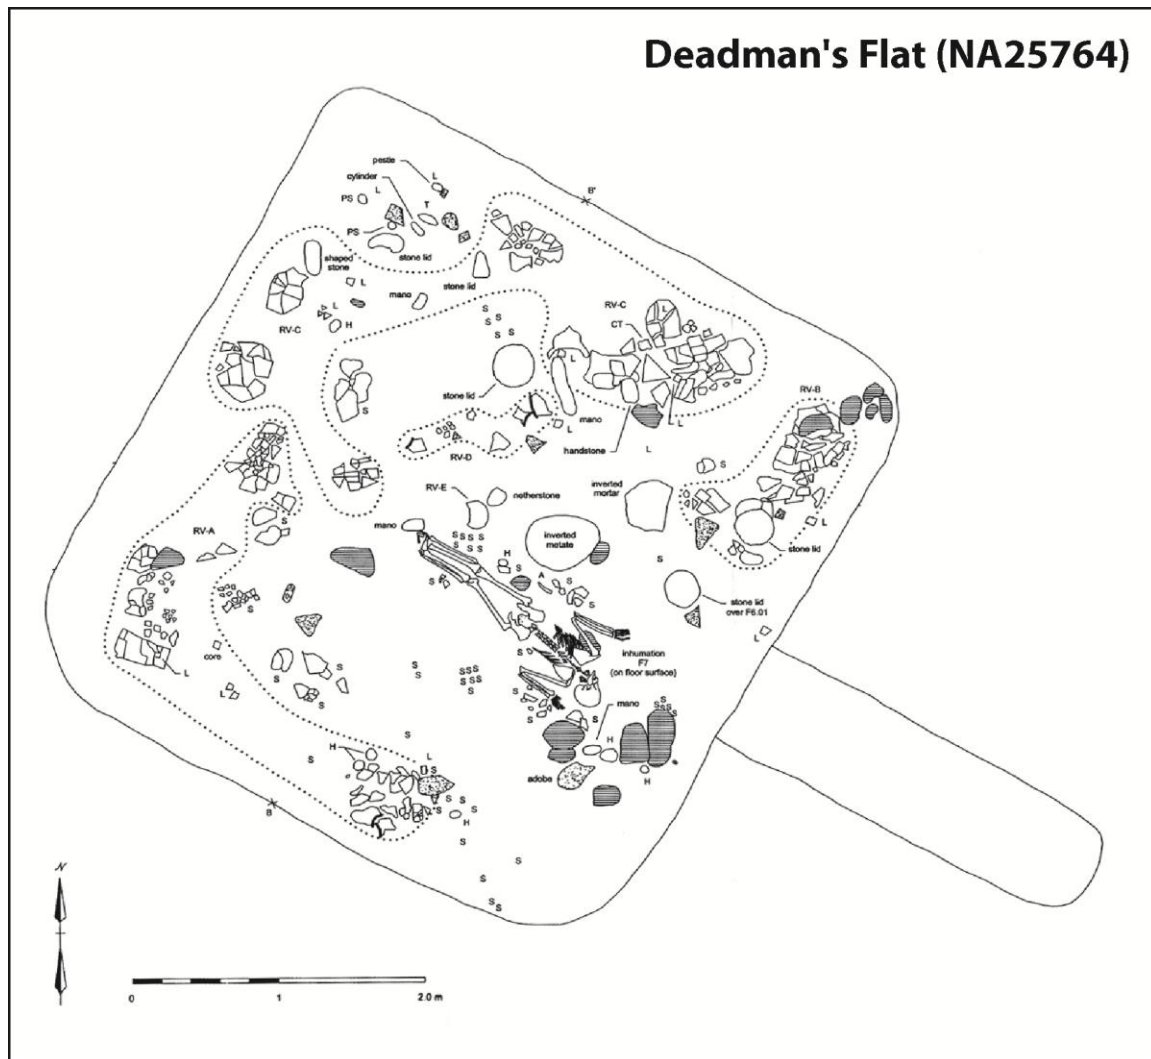 Deadman's Flat (NA25764)
pestle
L
cylinder
L
PS
T
B'
PS
shaped
stone
stone lid
L
stone lid
mano
L
RV-C
H
S
S
S
S
S
RV-C
L
CT
L
stone lid
S
RV-B
mano
L
L
handstone
L
RV-D
S
RV-E
netherstone
inverted
mortar
L
RV-A
S
mano
S S S S
S S
inverted
metate
stone lid
H
S
A
S
S
S
S
stone lid
over F6.01
L
core
L
S
S
S
L
S
S
S S S
S S
S S
S
inhumation
F7
(on floor surface)
S
S
S
mano
H
S
S
S
S
S
H
S
L
S
adobe
H
S
S
S
S
H
S
B
S
S
S
S
N
0
1
2.0 m